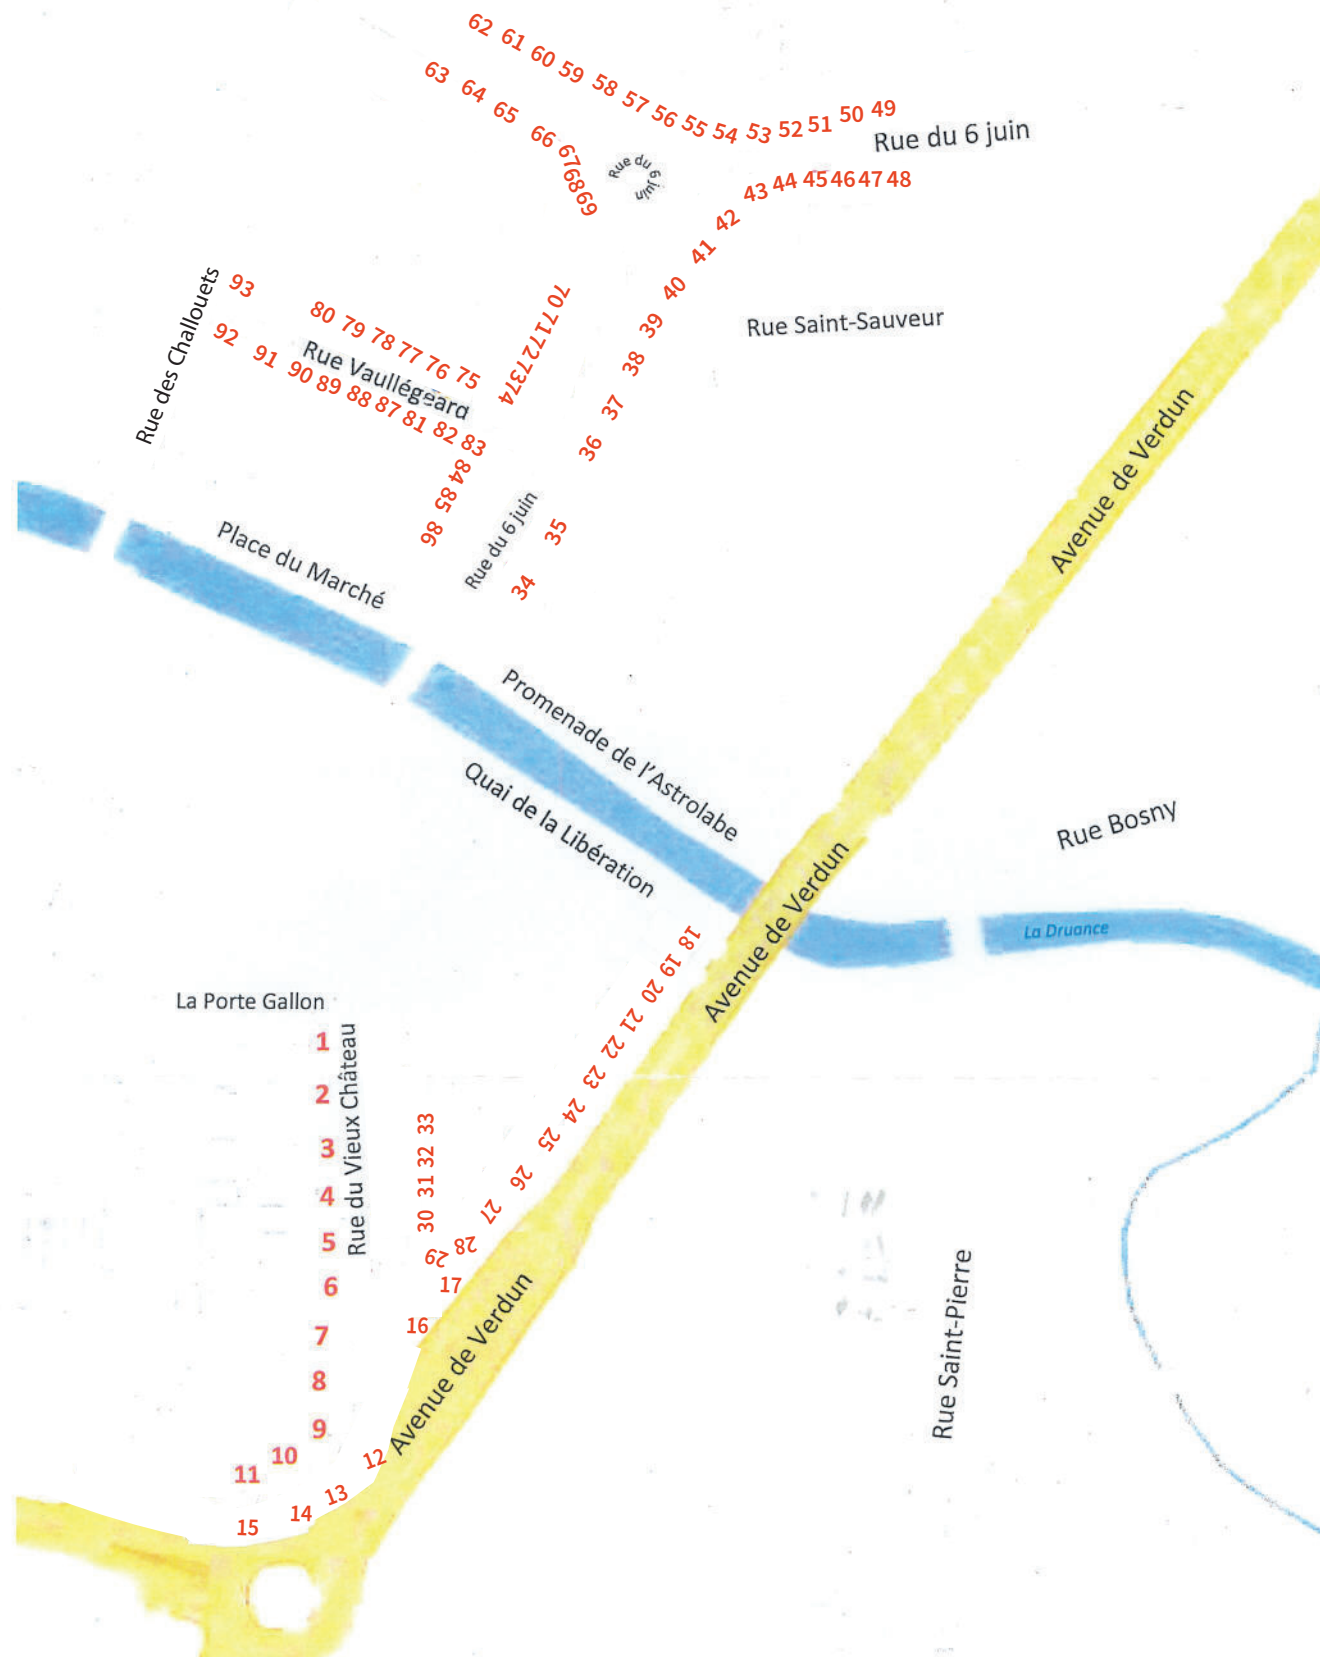 62 61 60 59 58 57 56 55 54 53 52 51 50 49
63 64 65 66 67 68 69
Rue du 6 juin
Rue du 6 juin
43 44 45 46 47 48
42
41
40
39
38
37
36
35
34
Rue Saint-Sauveur
70 71 72 73 74
Rue des Challouets
93 80 79 78 77 76 75
Rue Vaullégeard
92 91 90 89 88 87 81 82 83
84
85
86
Rue du 6 juin
Avenue de Verdun
Place du Marché
Promenade de l'Astrolabe
Quai de la Libération
Rue Bosny
La Druance
Avenue de Verdun
18
19
20
21
22
23
24
25
26
27
28
29
La Porte Gallon
Rue du Vieux Château
1
2
3
4
5
6
7
8
9
10
11
33
32
31
30
17
16
Avenue de Verdun
12
13
14
15
Rue Saint-Pierre